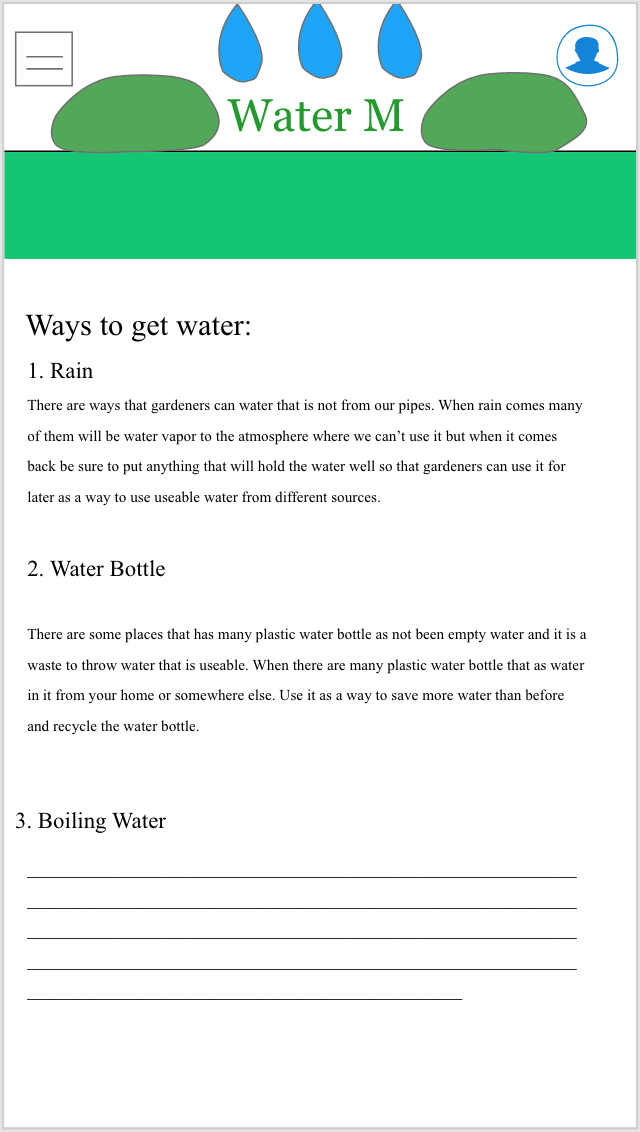 Water M
Ways to get water:
1. Rain
There are ways that gardeners can water that is not from our pipes. When rain comes many
of them will be water vapor to the atmosphere where we can’t use it but when it comes
back be sure to put anything that will hold the water well so that gardeners can use it for
later as a way to use useable water from different sources.
2. Water Bottle
There are some places that has many plastic water bottle as not been empty water and it is a
waste to throw water that is useable. When there are many plastic water bottle that as water
in it from your home or somewhere else. Use it as a way to save more water than before
and recycle the water bottle.
3. Boiling Water